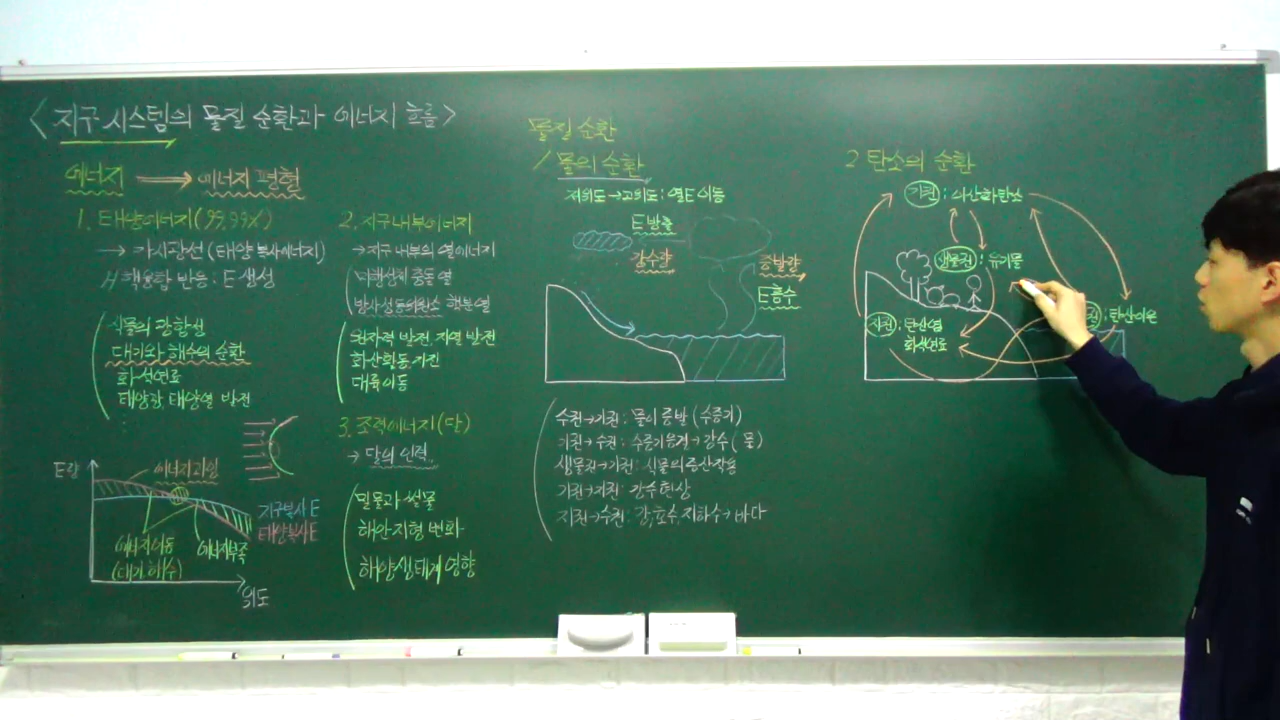 <지구시스템의 물질 순환과 에너지 흐름>
에너지 → 에너지 평형
1. 태양에너지(99.99%)
→ 가시광선 (태양 복사에너지)
H 핵융합 반응 : E 생성
식물의 광합성
대기와 해수의 순환
화석연료
태양광, 태양열 발전
E량
에너지과잉
지구복사 E
태양복사 E
에너지이동
(대기, 해수)
에너지부족
위도
2. 지구내부에너지
→ 지구 내부의 열에너지
미행성체 충돌 열
방사성동위원소 핵분열
원자력 발전 지열 발전
화산활동, 지진
대륙이동
3. 조력에너지(달)
→ 달의 인력
밀물과 썰물
해안 지형 변화
해양생태계 영향
물질 순환
1 물의 순환
저위도→고위도 : 열E 이동
E 방출
강수량
증발량
E흡수
수권→기권 : 물이 증발 (수증기)
기권→수권 : 수증기응결→강수(물)
생물권→기권 : 식물의 증산작용
기권→지권 : 강수현상
지권→수권 : 강, 호수, 지하수→바다
2 탄소의 순환
기권 : 이산화탄소
생물권 : 유기물
지권 : 탄산염
화석연료
권 : 탄산이온